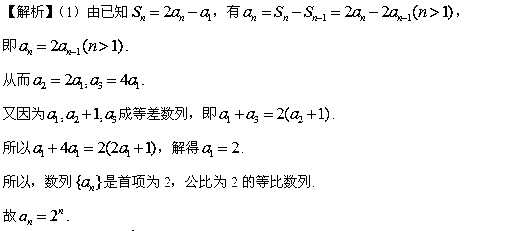 【解析】(1) 由已知 $S_n = 2a_n - a_1$，有 $a_n = S_n - S_{n-1} = 2a_n - 2a_{n-1}(n>1)$，
即 $a_n = 2a_{n-1}(n>1)$.
从而 $a_2 = 2a_1, a_3 = 4a_1$.
又因为 $a_1, a_2+1, a_3$ 成等差数列，即 $a_1 + a_3 = 2(a_2+1)$.
所以 $a_1 + 4a_1 = 2(2a_1+1)$，解得 $a_1 = 2$.
所以，数列 $\{a_n\}$ 是首项为 2，公比为 2 的等比数列.
故 $a_n = 2^n$.